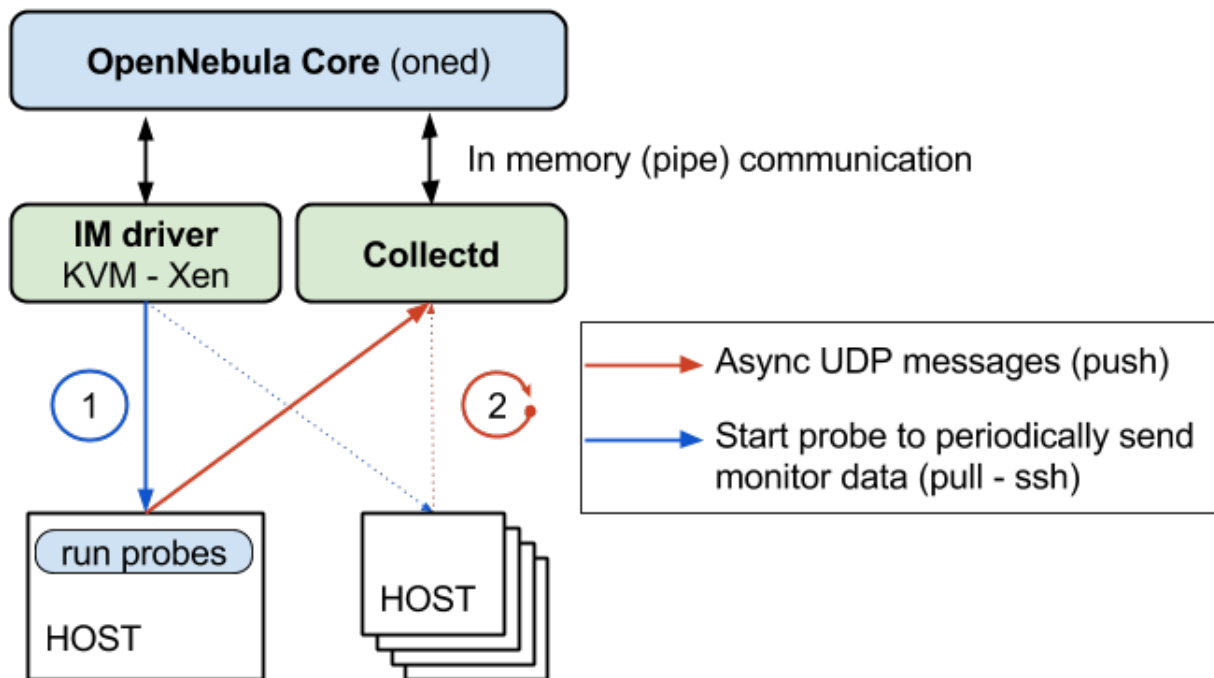 OpenNebula Core (oned)
In memory (pipe) communication
IM driver
KVM - Xen
Collectd
1
2
Async UDP messages (push)
Start probe to periodically send
monitor data (pull - ssh)
run probes
HOST
HOST